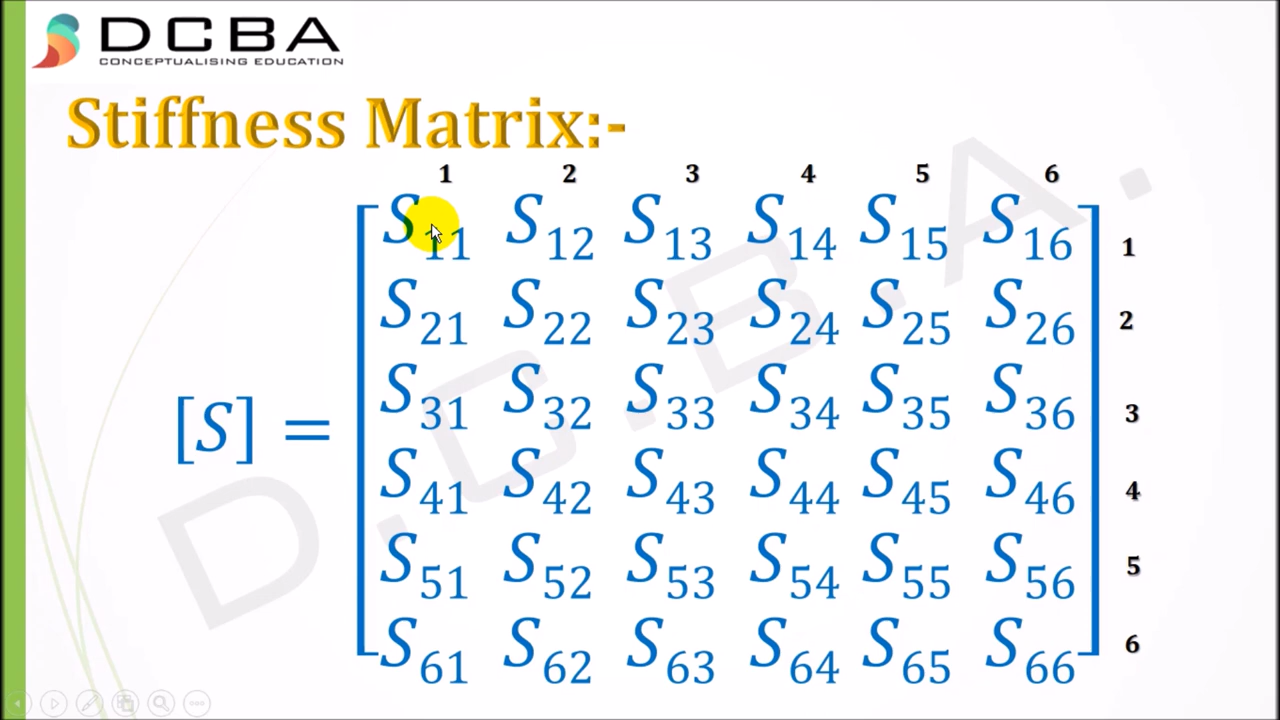 DCBA
CONCEPTUALISING EDUCATION
Stiffness Matrix:-
1 2 3 4 5 6
S11 S12 S13 S14 S15 S16 1
S21 S22 S23 S24 S25 S26 2
S31 S32 S33 S34 S35 S36 3
[S] =
S41 S42 S43 S44 S45 S46 4
S51 S52 S53 S54 S55 S56 5
S61 S62 S63 S64 S65 S66 6
D.C.B.A.